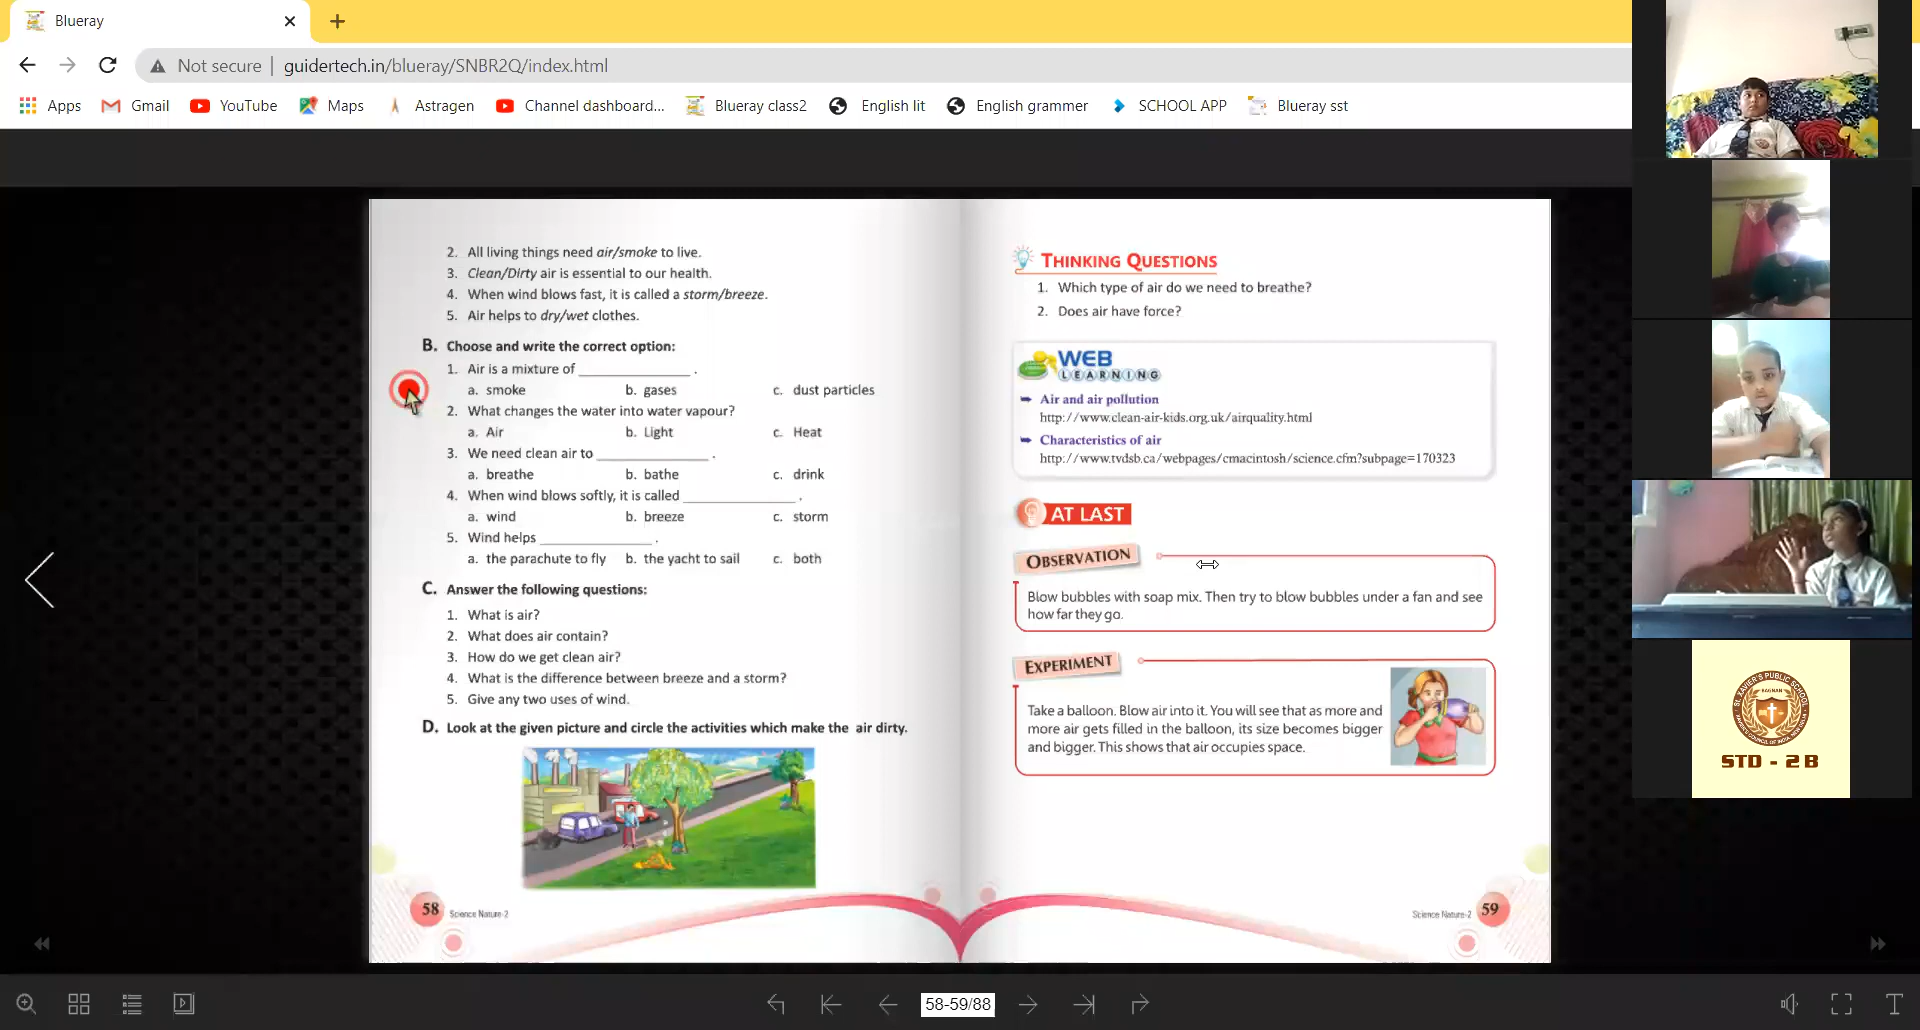 Blueray
Not secure | guidertech.in/blueray/SNBR2Q/index.html
Apps Gmail YouTube Maps Astragen Channel dashboard... Blueray class2 English lit English grammer SCHOOL APP Blueray sst
2. All living things need air/smoke to live.
3. Clean/Dirty air is essential to our health.
4. When wind blows fast, it is called a storm/breeze.
5. Air helps to dry/wet clothes.
B. Choose and write the correct option:
1. Air is a mixture of ______________ .
a. smoke b. gases c. dust particles
2. What changes the water into water vapour?
a. Air b. Light c. Heat
3. We need clean air to ______________ .
a. breathe b. bathe c. drink
4. When wind blows softly, it is called ______________ .
a. wind b. breeze c. storm
5. Wind helps ______________ .
a. the parachute to fly b. the yacht to sail c. both
C. Answer the following questions:
1. What is air?
2. What does air contain?
3. How do we get clean air?
4. What is the difference between breeze and a storm?
5. Give any two uses of wind.
D. Look at the given picture and circle the activities which make the air dirty.
58 Science Nature-2
THINKING QUESTIONS
1. Which type of air do we need to breathe?
2. Does air have force?
WEB
LEARNING
Air and air pollution
http://www.clean-air-kids.org.uk/airquality.html
Characteristics of air
http://www.tvdsb.ca/webpages/cmacintosh/science.cfm?subpage=170323
AT LAST
OBSERVATION
Blow bubbles with soap mix. Then try to blow bubbles under a fan and see
how far they go.
EXPERIMENT
Take a balloon. Blow air into it. You will see that as more and
more air gets filled in the balloon, its size becomes bigger
and bigger. This shows that air occupies space.
Science Nature-2 59
58-59/88
T
ST. XAVIER'S PUBLIC SCHOOL
BAGNAN
STD - 2 B